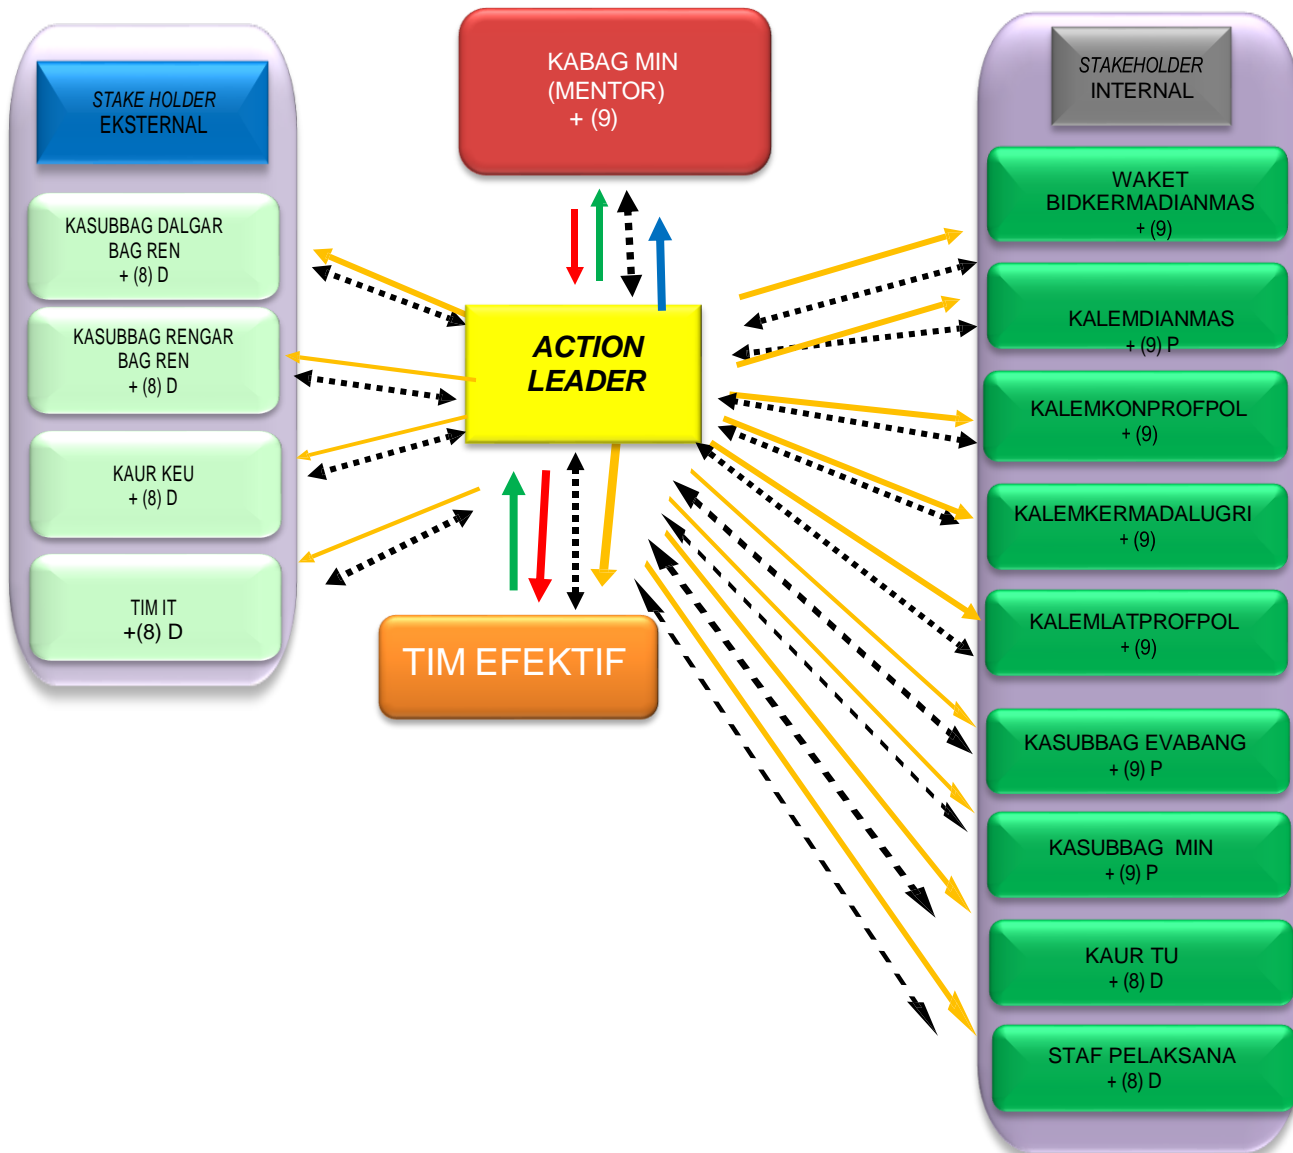 STAKE HOLDER
EKSTERNAL
KASUBBAG DALGAR
BAG REN
+ (8) D
KASUBBAG RENGAR
BAG REN
+ (8) D
KAUR KEU
+ (8) D
TIM IT
+(8) D
KABAG MIN
(MENTOR)
+ (9)
ACTION
LEADER
TIM EFEKTIF
STAKEHOLDER
INTERNAL
WAKET
BIDKERMADIANMAS
+ (9)
KALEMDIANMAS
+ (9) P
KALEMKONPROFPOL
+ (9)
KALEMKERMADALUGRI
+ (9)
KALEMLATPROFPOL
+ (9)
KASUBBAG EVABANG
+ (9) P
KASUBBAG MIN
+ (9) P
KAUR TU
+ (8) D
STAF PELAKSANA
+ (8) D